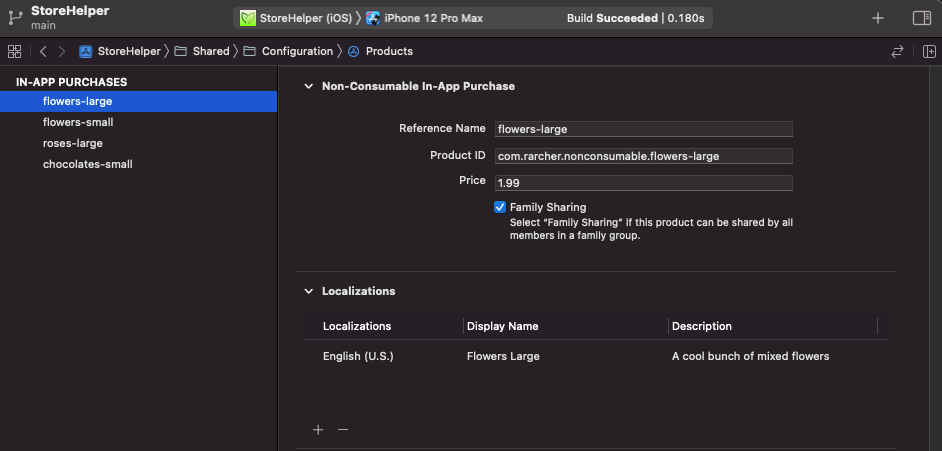 StoreHelper
main
StoreHelper (iOS) iPhone 12 Pro Max Build Succeeded | 0.180s
StoreHelper Shared Configuration Products
IN-APP PURCHASES
flowers-large
flowers-small
roses-large
chocolates-small
Non-Consumable In-App Purchase
Reference Name flowers-large
Product ID com.rarcher.nonconsumable.flowers-large
Price 1.99
Family Sharing
Select “Family Sharing” if this product can be shared by all
members in a family group.
Localizations
Localizations Display Name Description
English (U.S.) Flowers Large A cool bunch of mixed flowers